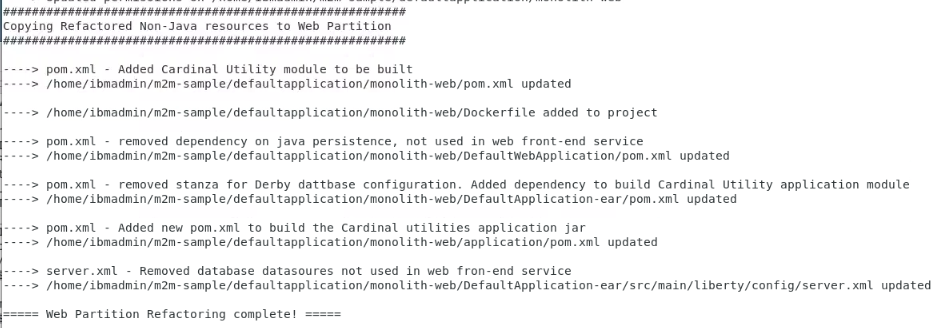 ##########################################################
Copying Refactored Non-Java resources to Web Partition
##########################################################
----> pom.xml - Added Cardinal Utility module to be built
----> /home/ibmadmin/m2m-sample/defaultapplication/monolith-web/pom.xml updated
----> /home/ibmadmin/m2m-sample/defaultapplication/monolith-web/Dockerfile added to project
----> pom.xml - removed dependency on java persistence, not used in web front-end service
----> /home/ibmadmin/m2m-sample/defaultapplication/monolith-web/DefaultWebApplication/pom.xml updated
----> pom.xml - removed stanza for Derby dattbase configuration. Added dependency to build Cardinal Utility application module
----> /home/ibmadmin/m2m-sample/defaultapplication/monolith-web/DefaultApplication-ear/pom.xml updated
----> pom.xml - Added new pom.xml to build the Cardinal utilities application jar
----> /home/ibmadmin/m2m-sample/defaultapplication/monolith-web/application/pom.xml updated
----> server.xml - Removed database datasoures not used in web fron-end service
----> /home/ibmadmin/m2m-sample/defaultapplication/monolith-web/DefaultApplication-ear/src/main/liberty/config/server.xml updated
===== Web Partition Refactoring complete! =====